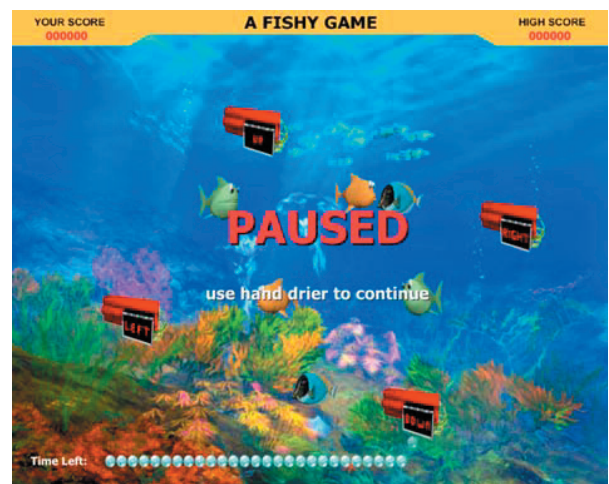 YOUR SCORE
000000
A FISHY GAME
HIGH SCORE
000000
UP
RIGHT
PAUSED
use hand drier to continue
LEFT
DOWN
Time Left: